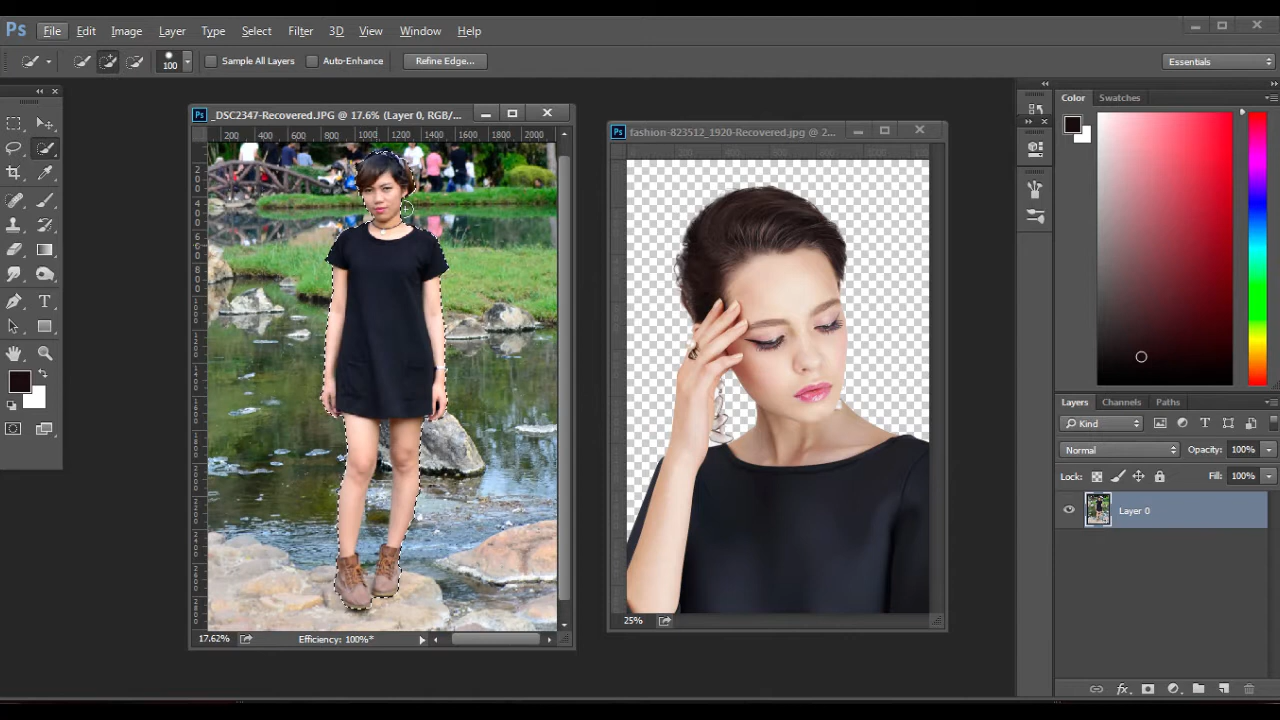 Ps File Edit Image Layer Type Select Filter 3D View Window Help
100 Sample All Layers Auto-Enhance Refine Edge... Essentials
Ps _DSC2347-Recovered.JPG @ 17.6% (Layer 0, RGB/...
200 400 600 800 1000 1200 1400 1600 1800 2000
Ps fashion-823512_1920-Recovered.jpg @ 2...
17.62% Efficiency: 100%*
25%
Color Swatches
Layers Channels Paths
Kind
Normal Opacity: 100%
Lock: Fill: 100%
Layer 0
fx